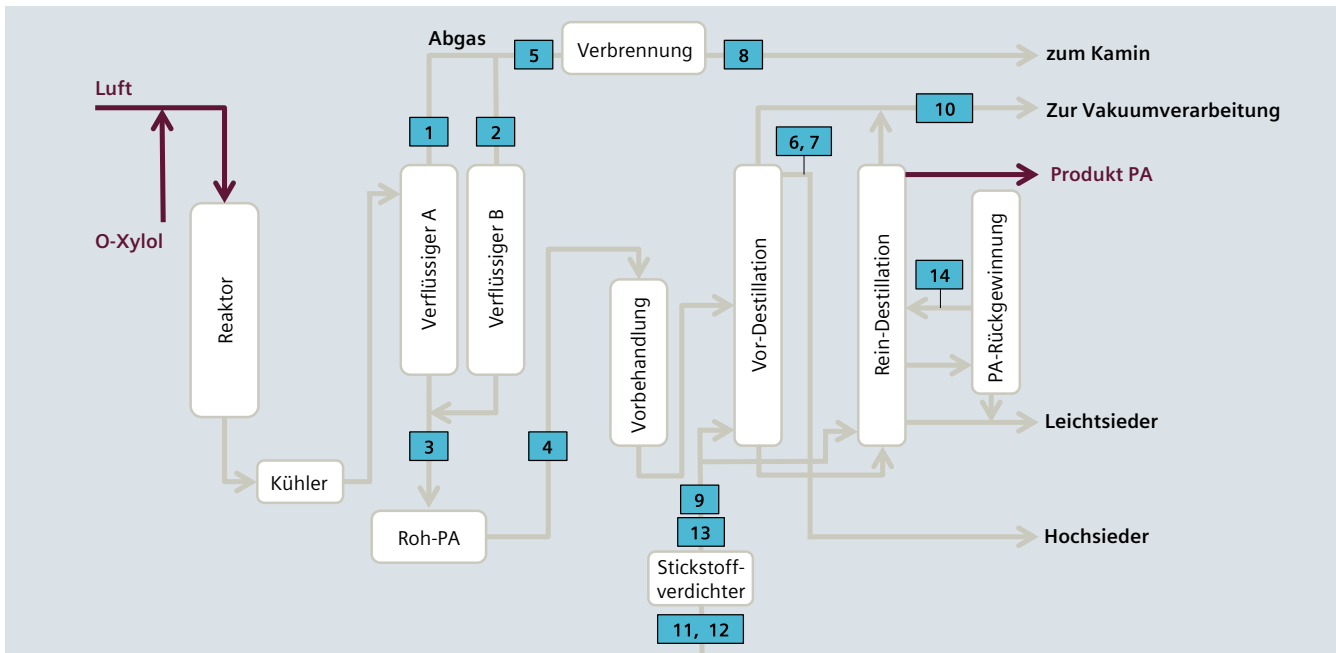 Abgas
5
Verbrennung
8
zum Kamin
Luft
10
Zur Vakuumverarbeitung
1
2
6, 7
Produkt PA
O-Xylol
Reaktor
Verflüssiger A
Verflüssiger B
Vorbehandlung
Vor-Destillation
Rein-Destillation
14
PA-Rückgewinnung
Leichtsieder
3
4
Kühler
9
13
Roh-PA
Hochsieder
Stickstoff-
verdichter
11, 12